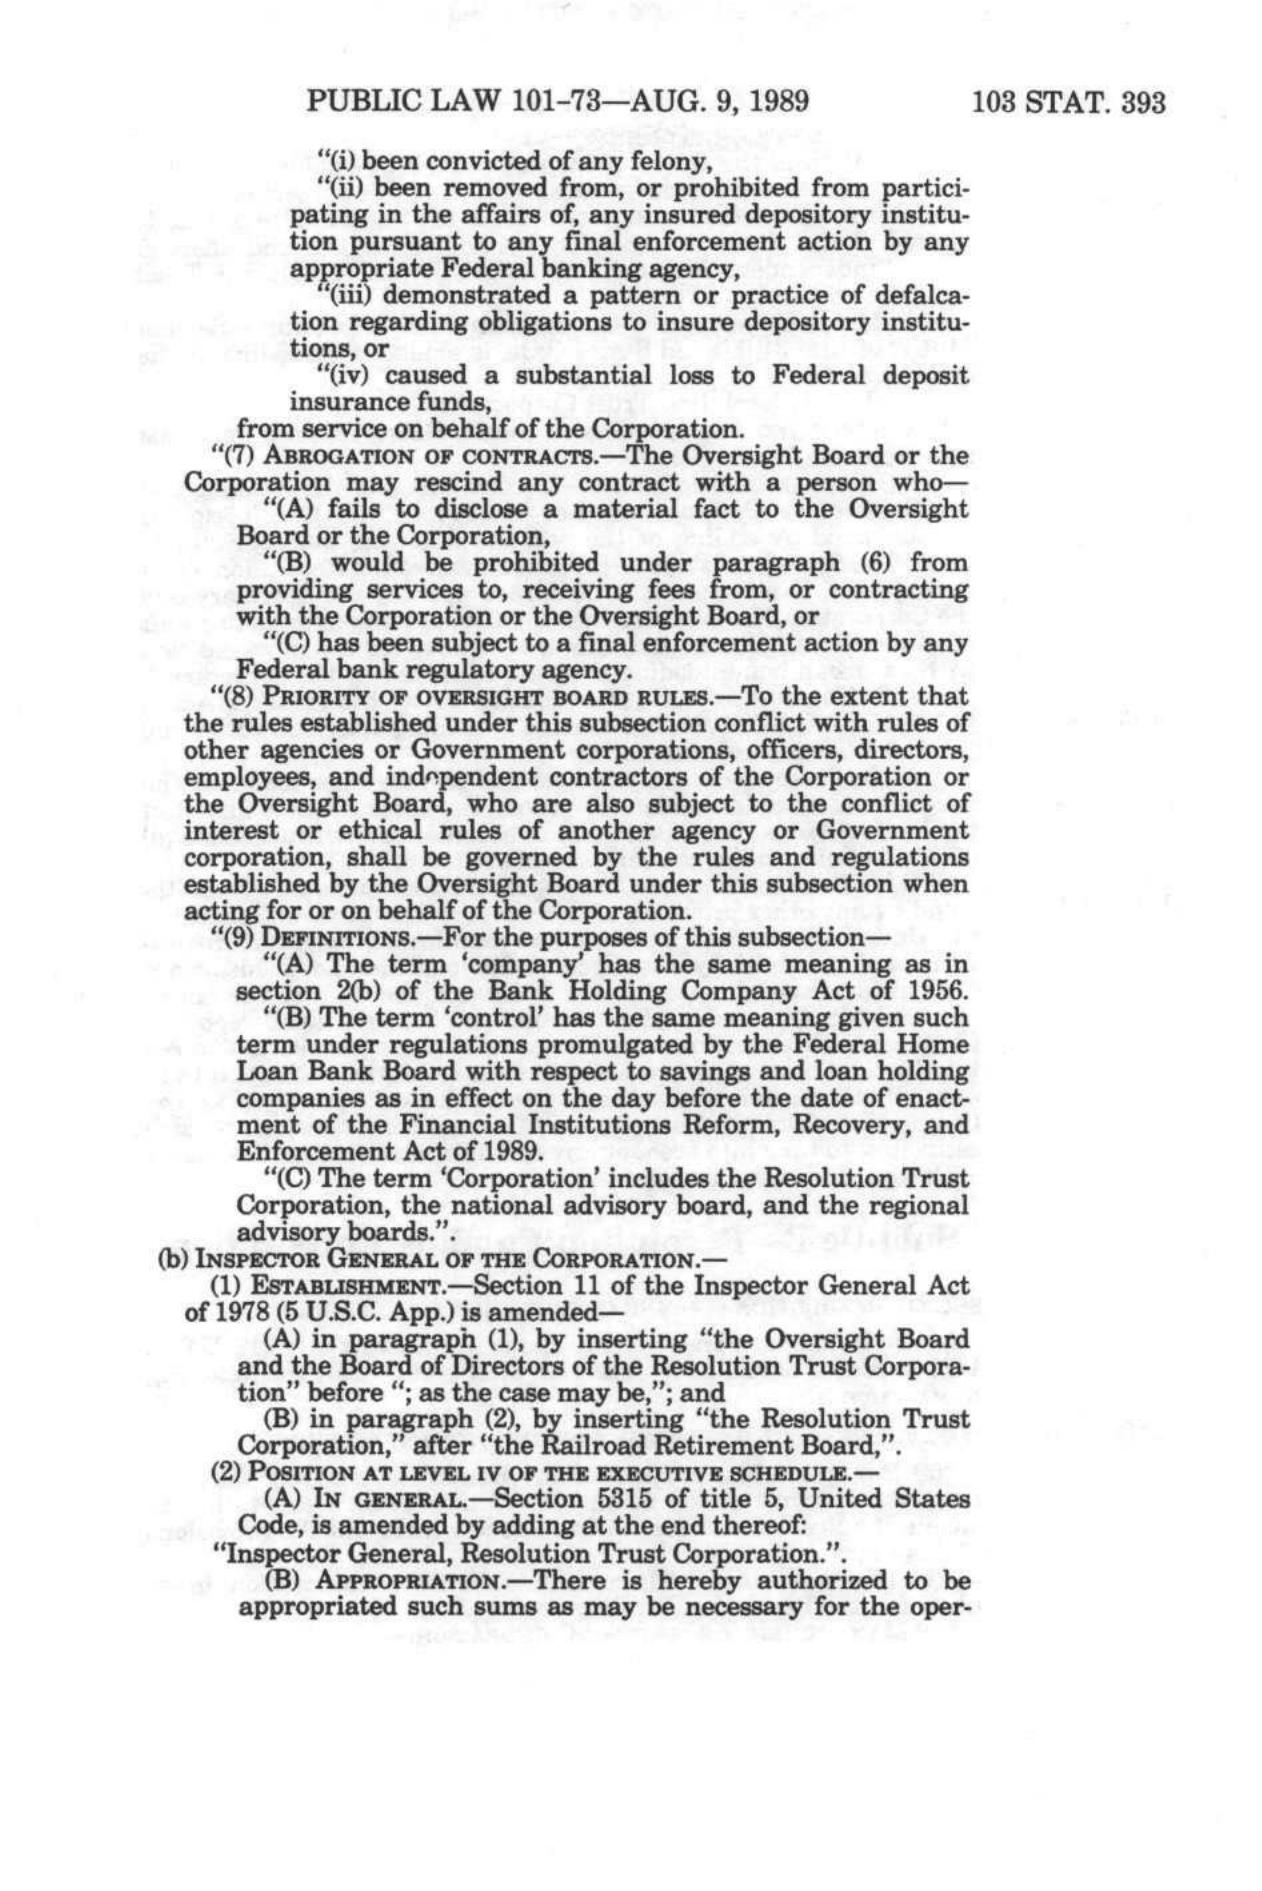 PUBLIC LAW 101-73—AUG. 9, 1989 103 STAT. 393
“(i) been convicted of any felony,
“(ii) been removed from, or prohibited from partici-
pating in the affairs of, any insured depository institu-
tion pursuant to any final enforcement action by any
appropriate Federal banking agency,
“(iii) demonstrated a pattern or practice of defalca-
tion regarding obligations to insure depository institu-
tions, or
“(iv) caused a substantial loss to Federal deposit
insurance funds,
from service on behalf of the Corporation.
“(7) ABROGATION OF CONTRACTS.—The Oversight Board or the
Corporation may rescind any contract with a person who—
“(A) fails to disclose a material fact to the Oversight
Board or the Corporation,
“(B) would be prohibited under paragraph (6) from
providing services to, receiving fees from, or contracting
with the Corporation or the Oversight Board, or
“(C) has been subject to a final enforcement action by any
Federal bank regulatory agency.
“(8) PRIORITY OF OVERSIGHT BOARD RULES.—To the extent that
the rules established under this subsection conflict with rules of
other agencies or Government corporations, officers, directors,
employees, and independent contractors of the Corporation or
the Oversight Board, who are also subject to the conflict of
interest or ethical rules of another agency or Government
corporation, shall be governed by the rules and regulations
established by the Oversight Board under this subsection when
acting for or on behalf of the Corporation.
“(9) DEFINITIONS.—For the purposes of this subsection—
“(A) The term ‘company’ has the same meaning as in
section 2(b) of the Bank Holding Company Act of 1956.
“(B) The term ‘control’ has the same meaning given such
term under regulations promulgated by the Federal Home
Loan Bank Board with respect to savings and loan holding
companies as in effect on the day before the date of enact-
ment of the Financial Institutions Reform, Recovery, and
Enforcement Act of 1989.
“(C) The term ‘Corporation’ includes the Resolution Trust
Corporation, the national advisory board, and the regional
advisory boards.”.
(b) INSPECTOR GENERAL OF THE CORPORATION.—
(1) ESTABLISHMENT.—Section 11 of the Inspector General Act
of 1978 (5 U.S.C. App.) is amended—
(A) in paragraph (1), by inserting “the Oversight Board
and the Board of Directors of the Resolution Trust Corpora-
tion” before “; as the case may be,”; and
(B) in paragraph (2), by inserting “the Resolution Trust
Corporation,” after “the Railroad Retirement Board,”.
(2) POSITION AT LEVEL IV OF THE EXECUTIVE SCHEDULE.—
(A) IN GENERAL.—Section 5315 of title 5, United States
Code, is amended by adding at the end thereof:
“Inspector General, Resolution Trust Corporation.”.
(B) APPROPRIATION.—There is hereby authorized to be
appropriated such sums as may be necessary for the oper-